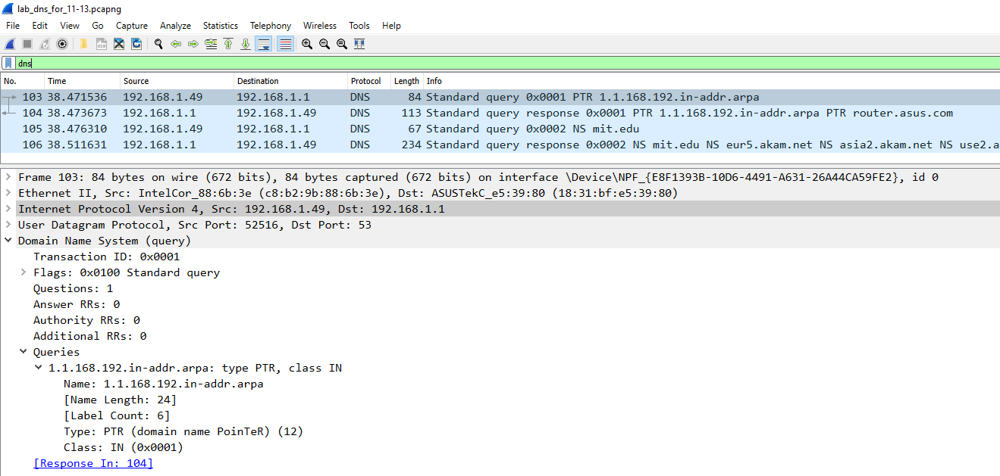 lab_dns_for_11-13.pcapng
File Edit View Go Capture Analyze Statistics Telephony Wireless Tools Help
dns
No. Time Source Destination Protocol Length Info
103 38.471536 192.168.1.49 192.168.1.1 DNS 84 Standard query 0x0001 PTR 1.1.168.192.in-addr.arpa
104 38.473673 192.168.1.1 192.168.1.49 DNS 113 Standard query response 0x0001 PTR 1.1.168.192.in-addr.arpa PTR router.asus.com
105 38.476310 192.168.1.49 192.168.1.1 DNS 67 Standard query 0x0002 NS mit.edu
106 38.511631 192.168.1.1 192.168.1.49 DNS 234 Standard query response 0x0002 NS mit.edu NS eur5.akam.net NS asia2.akam.net NS use2.a
Frame 103: 84 bytes on wire (672 bits), 84 bytes captured (672 bits) on interface \Device\NPF_{E8F1393B-10D6-4491-A631-26A44CA59FE2}, id 0
Ethernet II, Src: IntelCor_88:6b:3e (c8:b2:9b:88:6b:3e), Dst: ASUSTekC_e5:39:80 (18:31:bf:e5:39:80)
Internet Protocol Version 4, Src: 192.168.1.49, Dst: 192.168.1.1
User Datagram Protocol, Src Port: 52516, Dst Port: 53
Domain Name System (query)
Transaction ID: 0x0001
Flags: 0x0100 Standard query
Questions: 1
Answer RRs: 0
Authority RRs: 0
Additional RRs: 0
Queries
1.1.168.192.in-addr.arpa: type PTR, class IN
Name: 1.1.168.192.in-addr.arpa
[Name Length: 24]
[Label Count: 6]
Type: PTR (domain name PoinTeR) (12)
Class: IN (0x0001)
[Response In: 104]